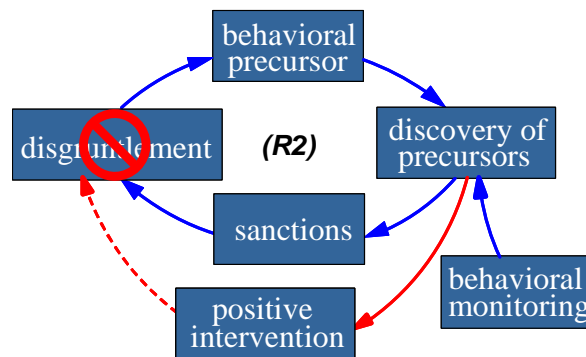 behavioral
precursor
disgruntlement
(R2)
discovery of
precursors
sanctions
behavioral
monitoring
positive
intervention